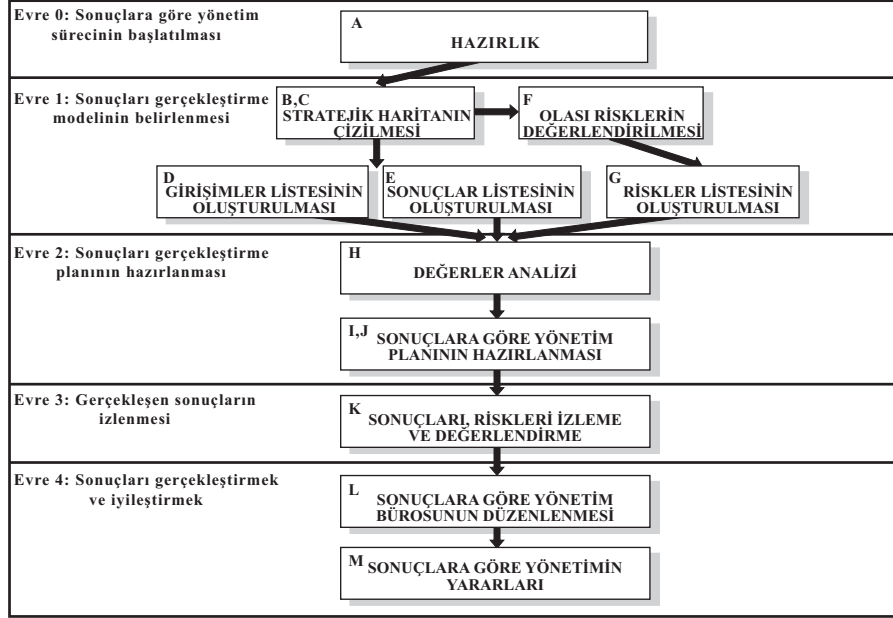 Evre 0: Sonuçlara göre yönetim
sürecinin başlatılması
A
HAZIRLIK
Evre 1: Sonuçları gerçekleştirme
modelinin belirlenmesi
B,C
STRATEJİK HARİTANIN
ÇİZİLMESİ
F
OLASI RİSKLERİN
DEĞERLENDİRİLMESİ
D
GİRİŞİMLER LİSTESİNİN
OLUŞTURULMASI
E
SONUÇLAR LİSTESİNİN
OLUŞTURULMASI
G
RİSKLER LİSTESİNİN
OLUŞTURULMASI
Evre 2: Sonuçları gerçekleştirme
planının hazırlanması
H
DEĞERLER ANALİZİ
I,J
SONUÇLARA GÖRE YÖNETİM
PLANININ HAZIRLANMASI
Evre 3: Gerçekleşen sonuçların
izlenmesi
K
SONUÇLARI, RİSKLERİ İZLEME
VE DEĞERLENDİRME
Evre 4: Sonuçları gerçekleştirmek
ve iyileştirmek
L
SONUÇLARA GÖRE YÖNETİM
BÜROSUNUN DÜZENLENMESİ
M
SONUÇLARA GÖRE YÖNETİMİN
YARARLARI